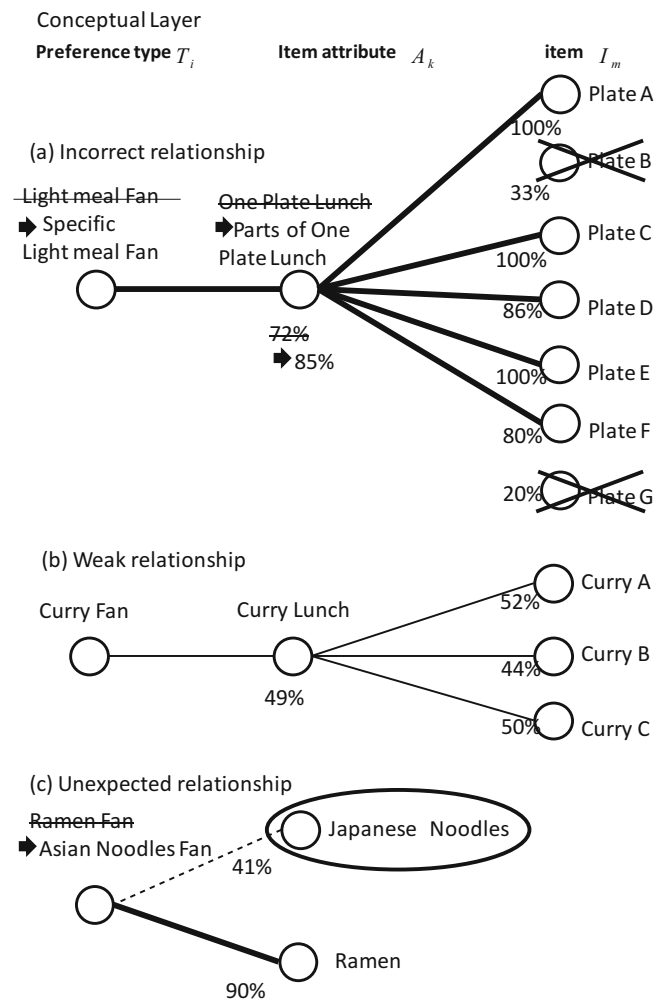 Conceptual Layer
Preference type T_i Item attribute A_k item I_m
Plate A
100%
(a) Incorrect relationship
Plate B
33%
Light meal Fan One Plate Lunch
➡ Specific ➡Parts of One
Light meal Fan Plate Lunch
Plate C
100%
Plate D
86%
72%
➡ 85%
Plate E
100%
Plate F
80%
20% Plate G
(b) Weak relationship
Curry Fan Curry Lunch
Curry A
52%
Curry B
44%
49%
Curry C
50%
(c) Unexpected relationship
Ramen Fan
➡ Asian Noodles Fan
Japanese Noodles
41%
Ramen
90%